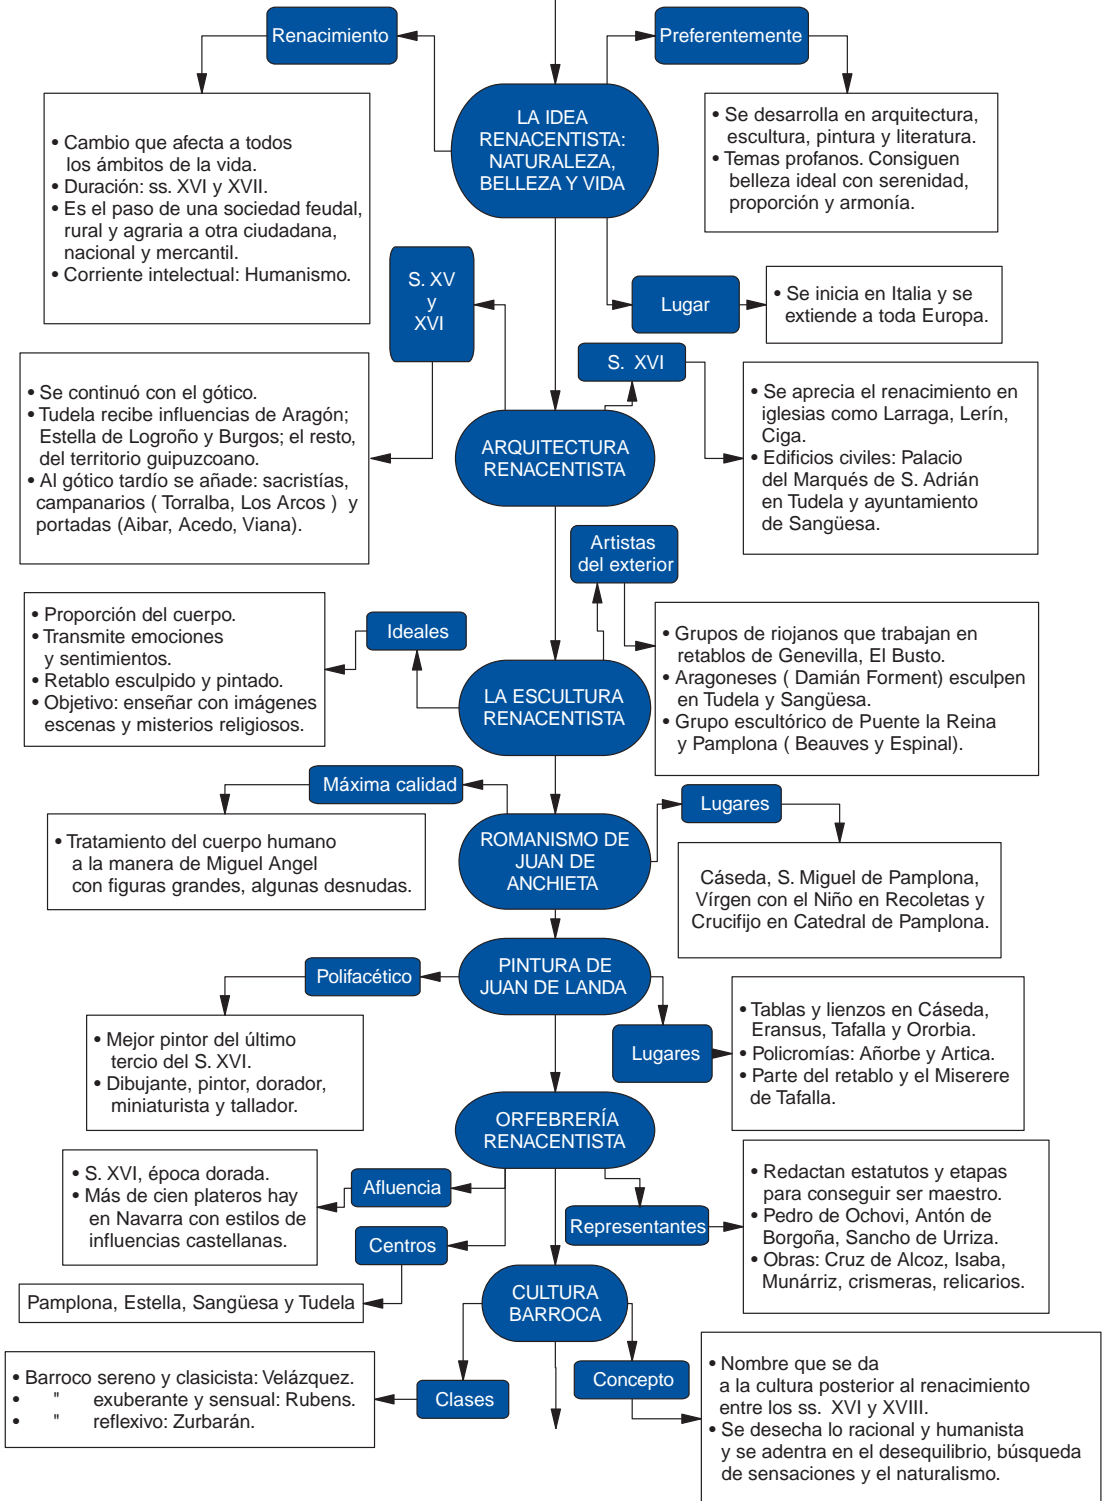 Renacimiento
Preferentemente
LA IDEA
RENACENTISTA:
NATURALEZA,
BELLEZA Y VIDA
• Cambio que afecta a todos
los ámbitos de la vida.
• Duración: ss. XVI y XVII.
• Es el paso de una sociedad feudal,
rural y agraria a otra ciudadana,
nacional y mercantil.
• Corriente intelectual: Humanismo.
• Se desarrolla en arquitectura,
escultura, pintura y literatura.
• Temas profanos. Consiguen
belleza ideal con serenidad,
proporción y armonía.
S. XV
y
XVI
Lugar
• Se inicia en Italia y se
extiende a toda Europa.
S. XVI
• Se continuó con el gótico.
• Tudela recibe influencias de Aragón;
Estella de Logroño y Burgos; el resto,
del territorio guipuzcoano.
• Al gótico tardío se añade: sacristías,
campanarios ( Torralba, Los Arcos ) y
portadas (Aibar, Acedo, Viana).
ARQUITECTURA
RENACENTISTA
• Se aprecia el renacimiento en
iglesias como Larraga, Lerín,
Ciga.
• Edificios civiles: Palacio
del Marqués de S. Adrián
en Tudela y ayuntamiento
de Sangüesa.
Artistas
del exterior
• Proporción del cuerpo.
• Transmite emociones
y sentimientos.
• Retablo esculpido y pintado.
• Objetivo: enseñar con imágenes
escenas y misterios religiosos.
Ideales
LA ESCULTURA
RENACENTISTA
• Grupos de riojanos que trabajan en
retablos de Genevilla, El Busto.
• Aragoneses ( Damián Forment) esculpen
en Tudela y Sangüesa.
• Grupo escultórico de Puente la Reina
y Pamplona ( Beauves y Espinal).
Máxima calidad
Lugares
• Tratamiento del cuerpo humano
a la manera de Miguel Angel
con figuras grandes, algunas desnudas.
ROMANISMO DE
JUAN DE
ANCHIETA
Cáseda, S. Miguel de Pamplona,
Vírgen con el Niño en Recoletas y
Crucifijo en Catedral de Pamplona.
Polifacético
PINTURA DE
JUAN DE LANDA
• Mejor pintor del último
tercio del S. XVI.
• Dibujante, pintor, dorador,
miniaturista y tallador.
Lugares
• Tablas y lienzos en Cáseda,
Eransus, Tafalla y Ororbia.
• Policromías: Añorbe y Artica.
• Parte del retablo y el Miserere
de Tafalla.
ORFEBRERÍA
RENACENTISTA
• S. XVI, época dorada.
• Más de cien plateros hay
en Navarra con estilos de
influencias castellanas.
Afluencia
Representantes
• Redactan estatutos y etapas
para conseguir ser maestro.
• Pedro de Ochovi, Antón de
Borgoña, Sancho de Urriza.
• Obras: Cruz de Alcoz, Isaba,
Munárriz, crismeras, relicarios.
Centros
Pamplona, Estella, Sangüesa y Tudela
CULTURA
BARROCA
• Barroco sereno y clasicista: Velázquez.
• " exuberante y sensual: Rubens.
• " reflexivo: Zurbarán.
Clases
Concepto
• Nombre que se da
a la cultura posterior al renacimiento
entre los ss. XVI y XVIII.
• Se desecha lo racional y humanista
y se adentra en el desequilibrio, búsqueda
de sensaciones y el naturalismo.